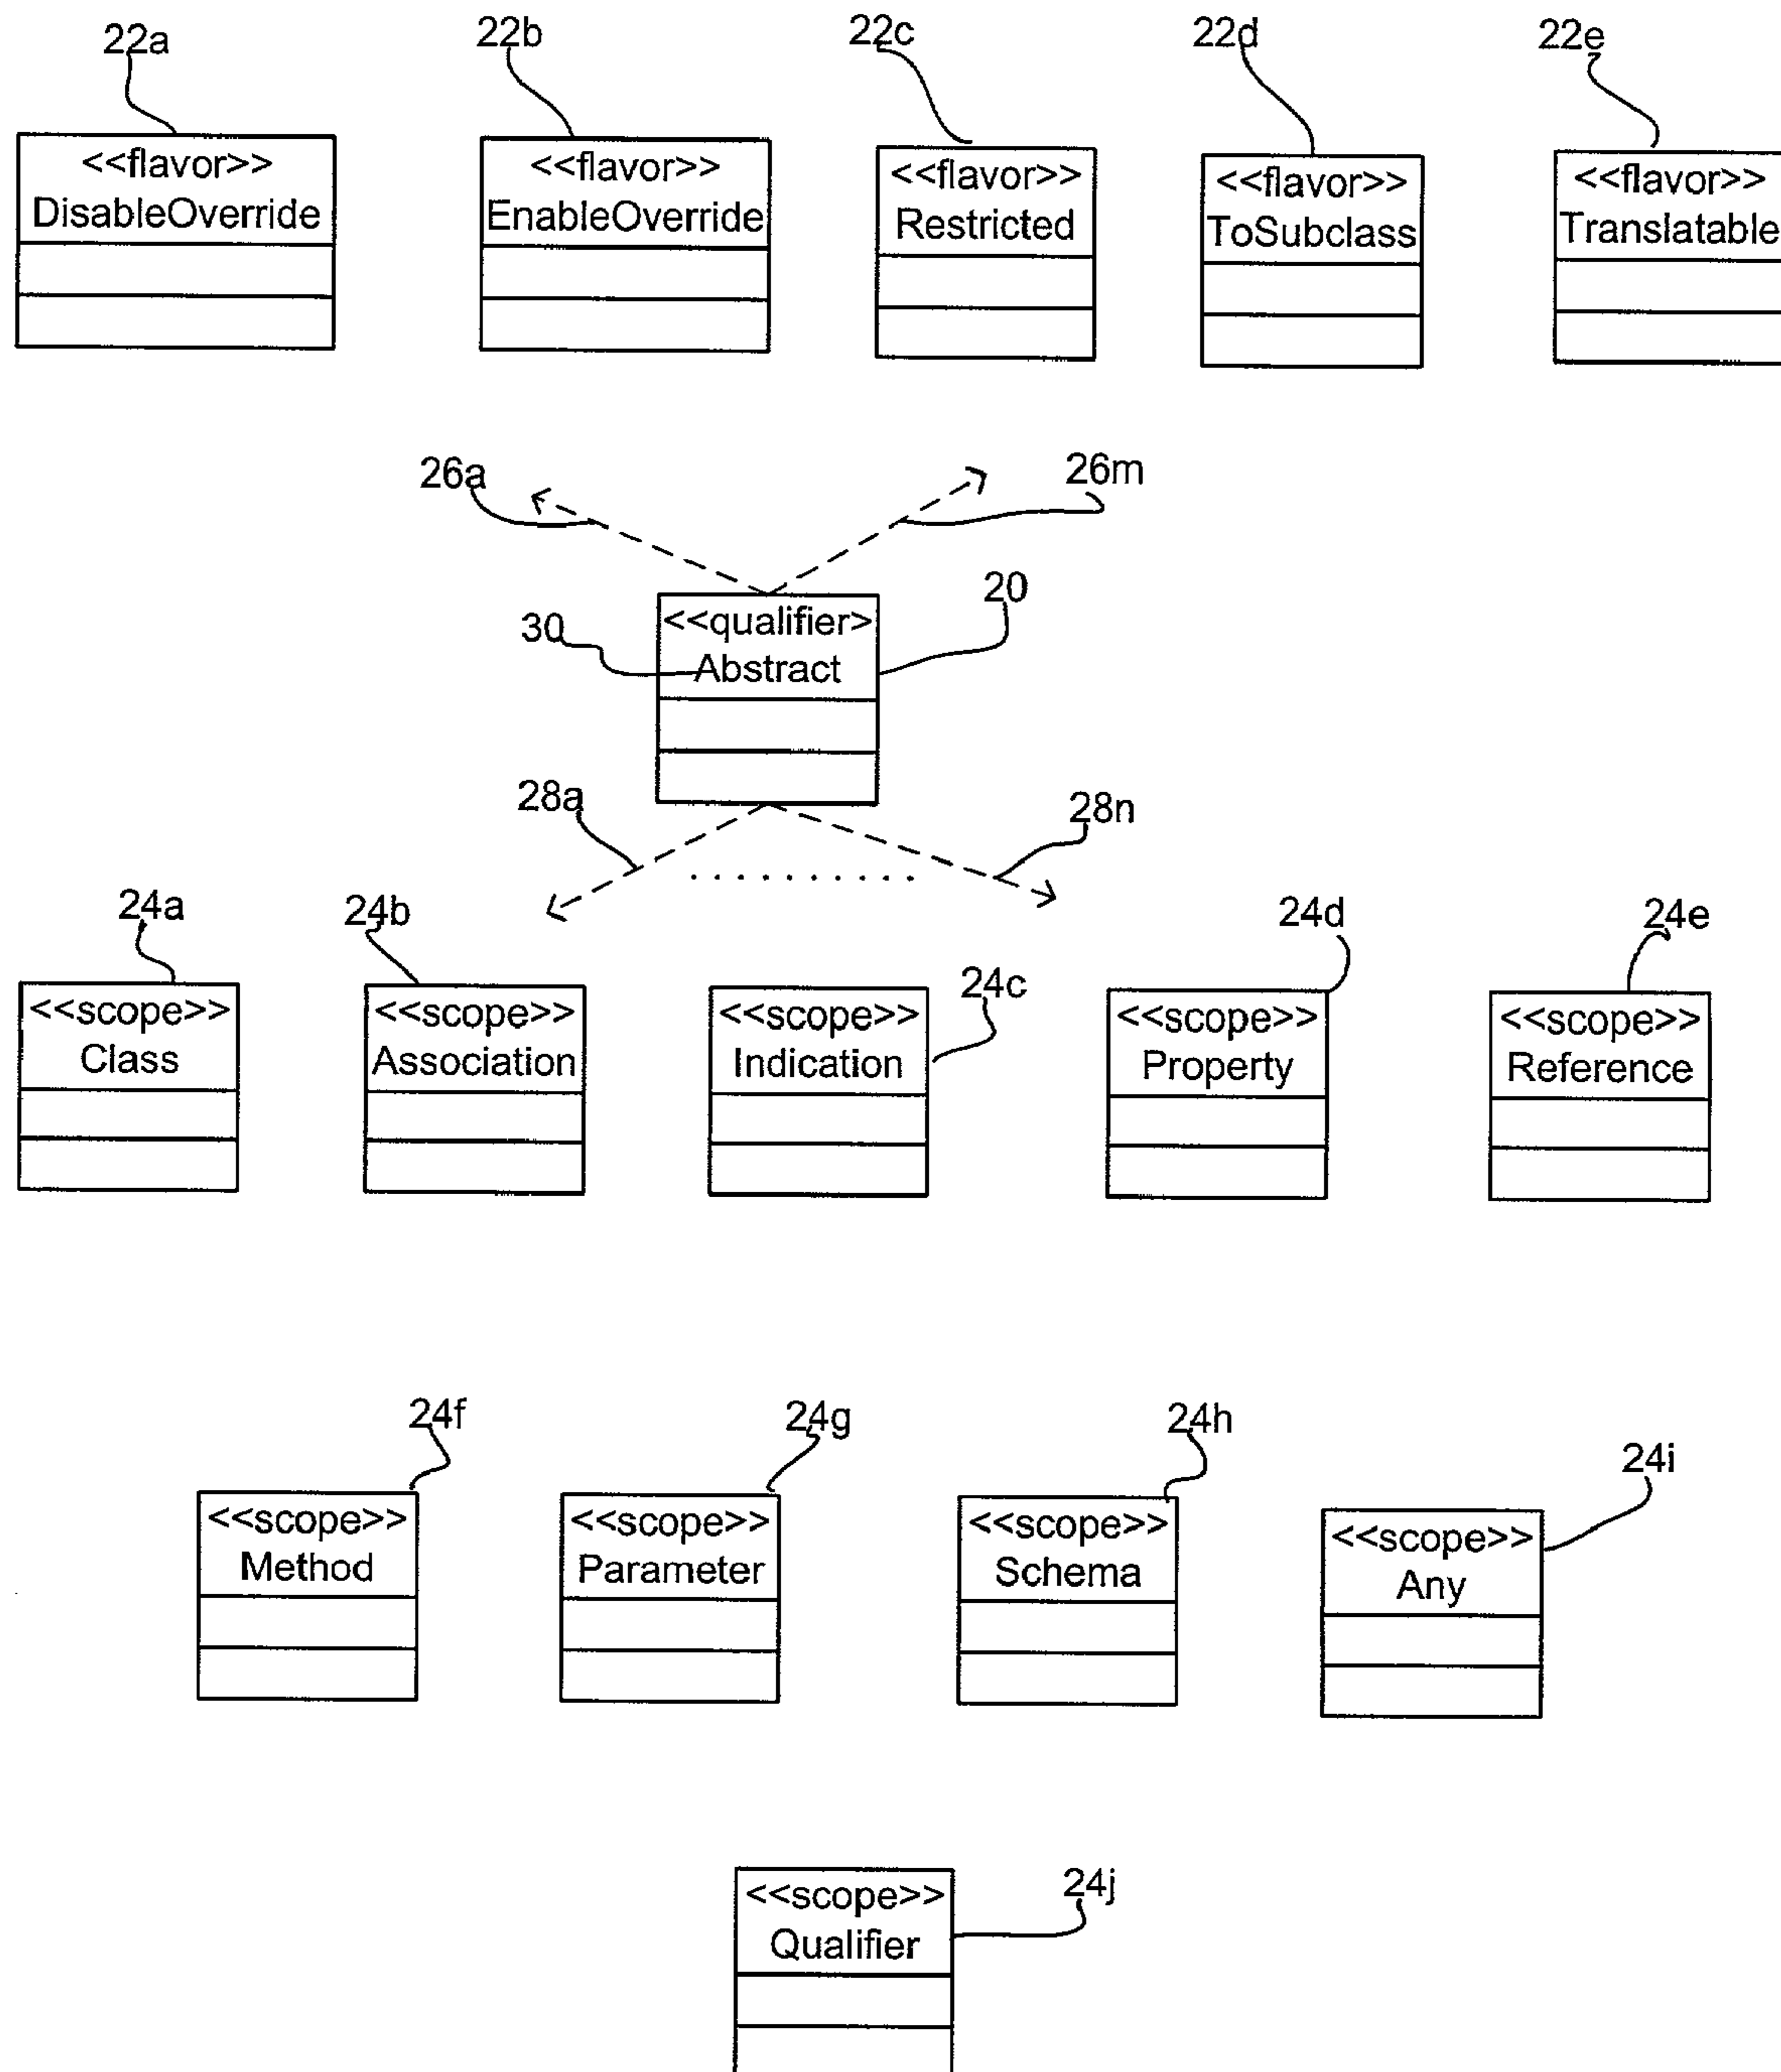 22a
22b
22c
22d
22e
<<flavor>>
DisableOverride
<<flavor>>
EnableOverride
<<flavor>>
Restricted
<<flavor>>
ToSubclass
<<flavor>>
Translatable
26a
26m
<<qualifier>
Abstract
30
20
28a
28n
. . . . . . . . . .
24a
24b
24c
24d
24e
<<scope>>
Class
<<scope>>
Association
<<scope>>
Indication
<<scope>>
Property
<<scope>>
Reference
24f
24g
24h
24i
<<scope>>
Method
<<scope>>
Parameter
<<scope>>
Schema
<<scope>>
Any
<<scope>>
Qualifier
24j